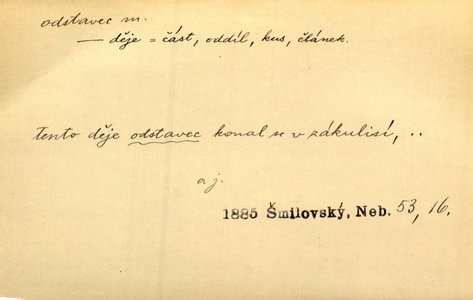 odstavec m.
— děje = část, oddíl, kus, článek.
tento děje odstavec konal se v zákulisí, ..
a j.
1885 Šmilovský, Neb. 53, 16.